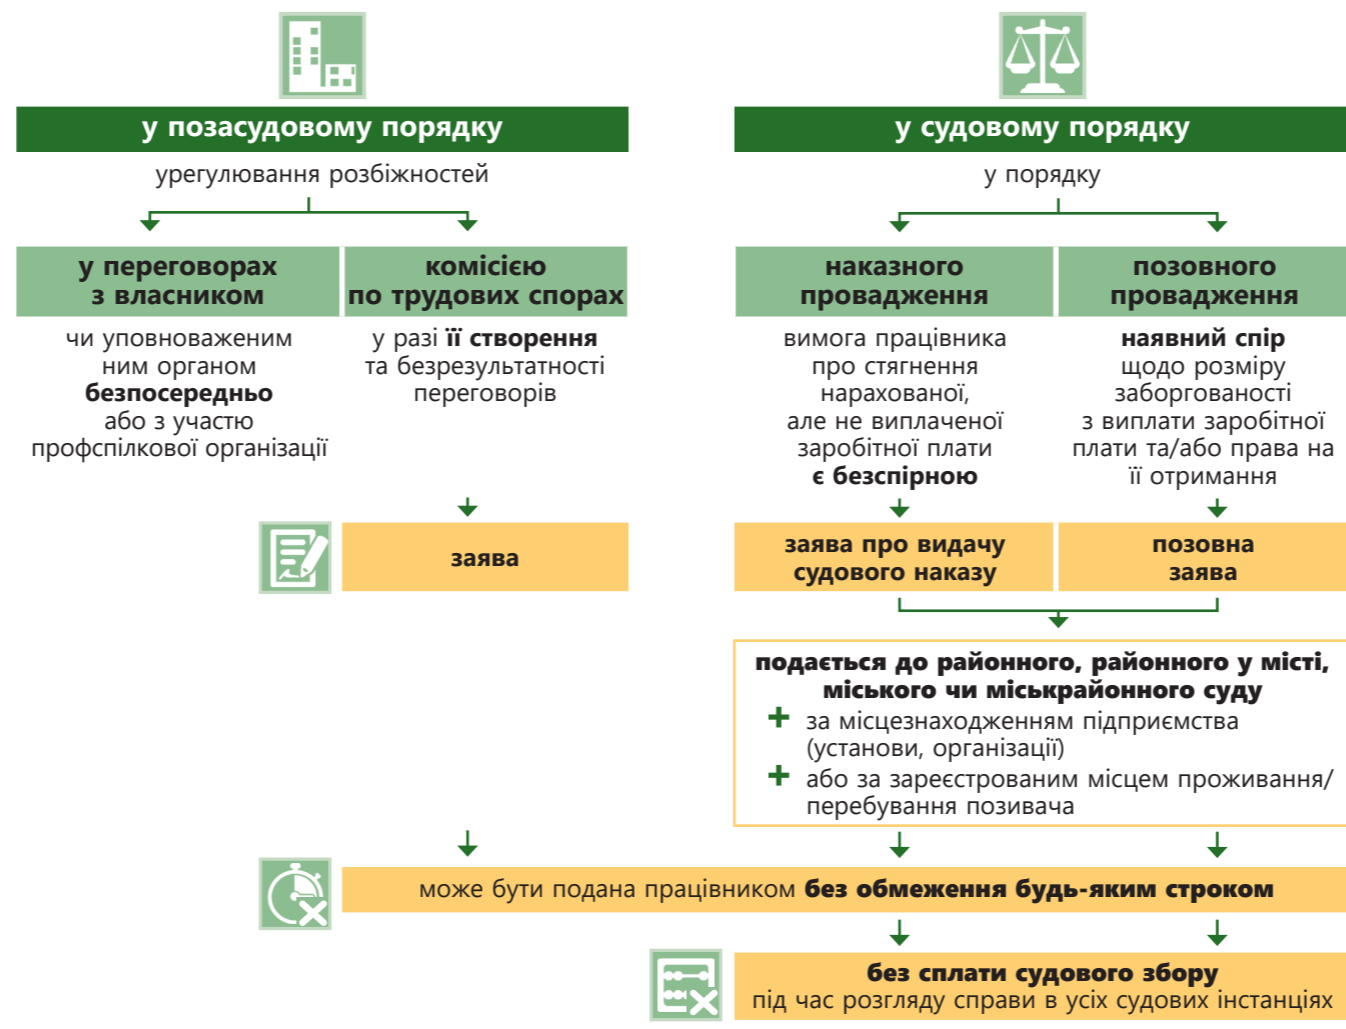 у позасудовому порядку
урегулювання розбіжностей
у переговорах
з власником
чи уповноваженим
ним органом
безпосередньо
або з участю
профспілкової організації
комісією
по трудових спорах
у разі її створення
та безрезультатності
переговорів
заява
у судовому порядку
у порядку
наказного
провадження
вимога працівника
про стягнення
нарахованої,
але не виплаченої
заробітної плати
є безспірною
заява про видачу
судового наказу
позовного
провадження
наявний спір
щодо розміру
заборгованості
з виплати заробітної
плати та/або права на
її отримання
позовна
заява
подається до районного, районного у місті,
міського чи міськрайонного суду
за місцезнаходженням підприємства
(установи, організації)
або за зареєстрованим місцем проживання/
перебування позивача
може бути подана працівником без обмеження будь-яким строком
без сплати судового збору
під час розгляду справи в усіх судових інстанціях